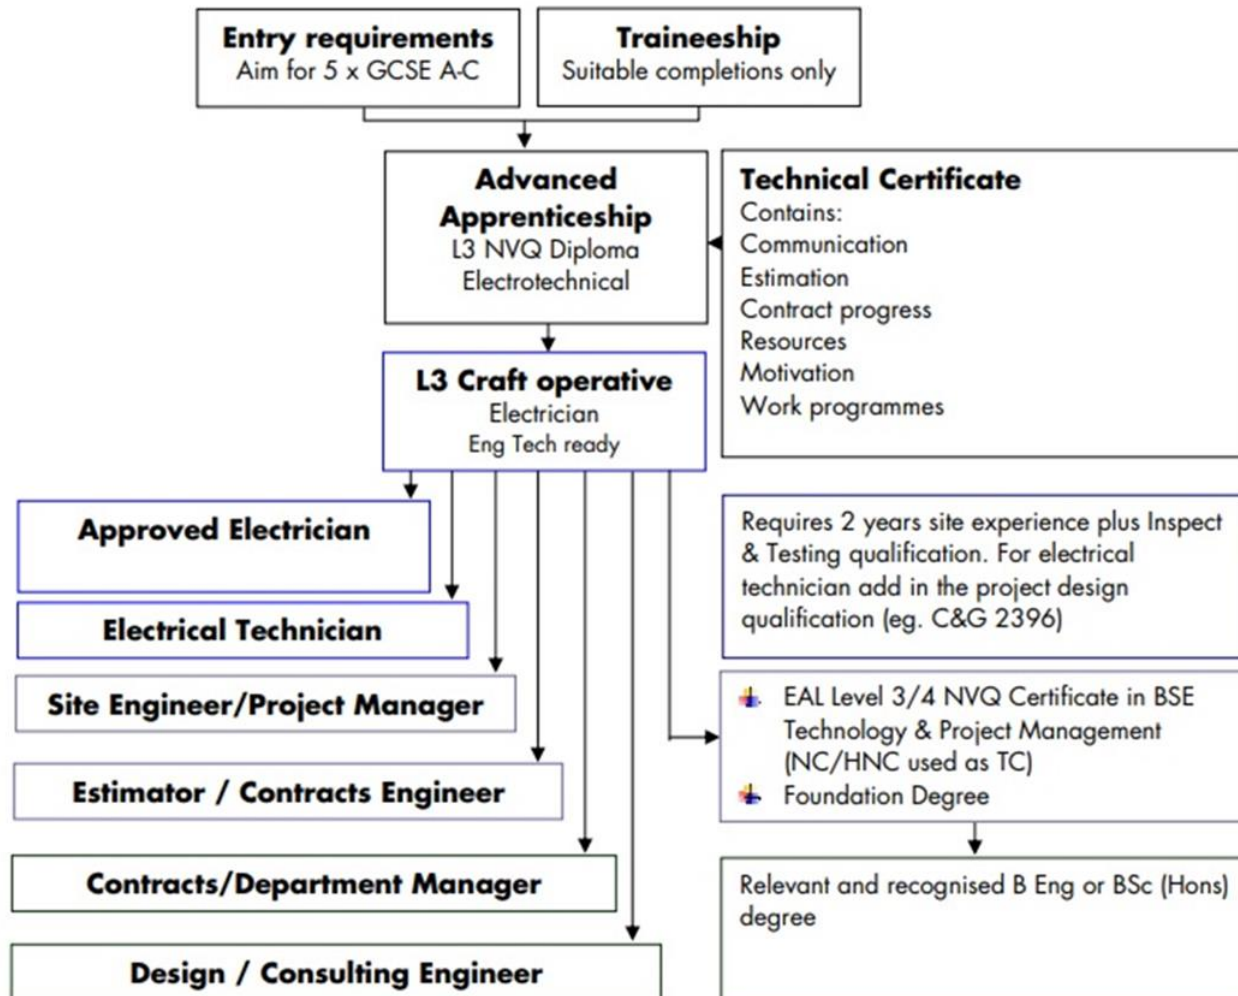 Entry requirements
Aim for 5 x GCSE A-C
Traineeship
Suitable completions only
Advanced
Apprenticeship
L3 NVQ Diploma
Electrotechnical
Technical Certificate
Contains:
Communication
Estimation
Contract progress
Resources
Motivation
Work programmes
L3 Craft operative
Electrician
Eng Tech ready
Approved Electrician
Electrical Technician
Site Engineer/Project Manager
Estimator / Contracts Engineer
Contracts/Department Manager
Design / Consulting Engineer
Requires 2 years site experience plus Inspect
& Testing qualification. For electrical
technician add in the project design
qualification (eg. C&G 2396)
EAL Level 3/4 NVQ Certificate in BSE
Technology & Project Management
(NC/HNC used as TC)
Foundation Degree
Relevant and recognised B Eng or BSc (Hons)
degree